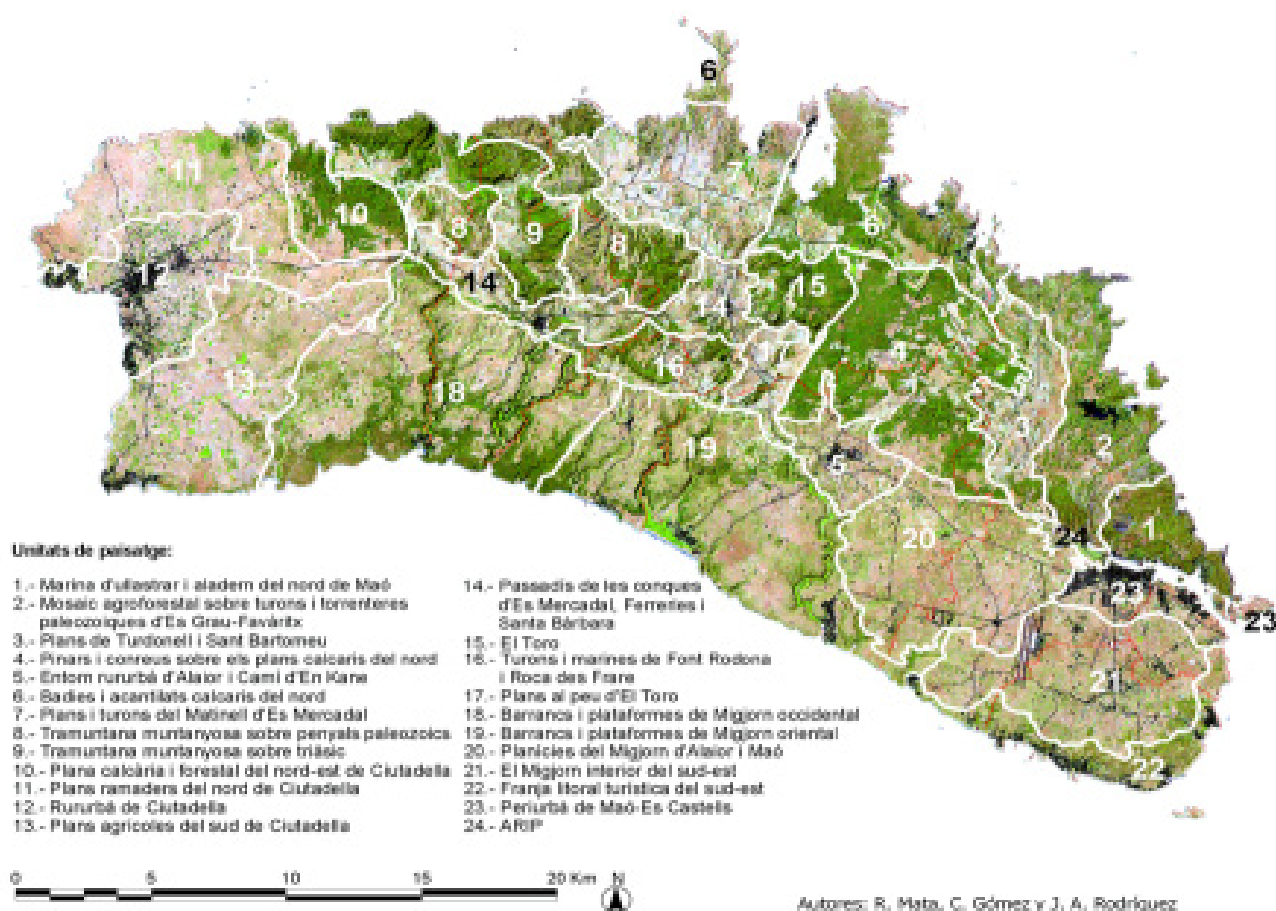 6
7
11
10
8
9
8
6
12
14
14
15
17
4
16
13
18
3
19
5
3
2
1
20
24
23
23
21
22
Unitats de paisatge:
1.- Marina d'ullastrar i aladern del nord de Maó
2.- Mosaic agroforestal sobre turons i torrenteres
paleozoiques d'Es Grau-Favàritx
3.- Plans de Turdonell i Sant Bartomeu
4.- Pinars i conreus sobre els plans calcaris del nord
5.- Entorn rururbà d'Alaior i Camí d'En Kane
6.- Badies i acantilats calcaris del nord
7.- Plans i turons del Matinell d'Es Mercadal
8.- Tramuntana muntanyosa sobre penyals paleozoics
9.- Tramuntana muntanyosa sobre triàsic
10.- Plana calcària i forestal del nord-est de Ciutadella
11.- Plans ramaders del nord de Ciutadella
12.- Rururbà de Ciutadella
13.- Plans agrícoles del sud de Ciutadella
14.- Passadís de les conques
d'Es Mercadal, Ferreries i
Santa Bàrbara
15.- El Toro
16.- Turons i marines de Font Rodona
i Roca des Frare
17.- Plans al peu d'El Toro
18.- Barrancs i plataformes de Migjorn occidental
19.- Barrancs i plataformes de Migjorn oriental
20.- Planicies del Migjorn d'Alaior i Maó
21.- El Migjorn interior del sud-est
22.- Franja litoral turística del sud-est
23.- Periurbà de Maó-Es Castells
24.- ARIP
0 5 10 15 20 Km N
Autores: R. Mata, C. Gómez y J. A. Rodríguez